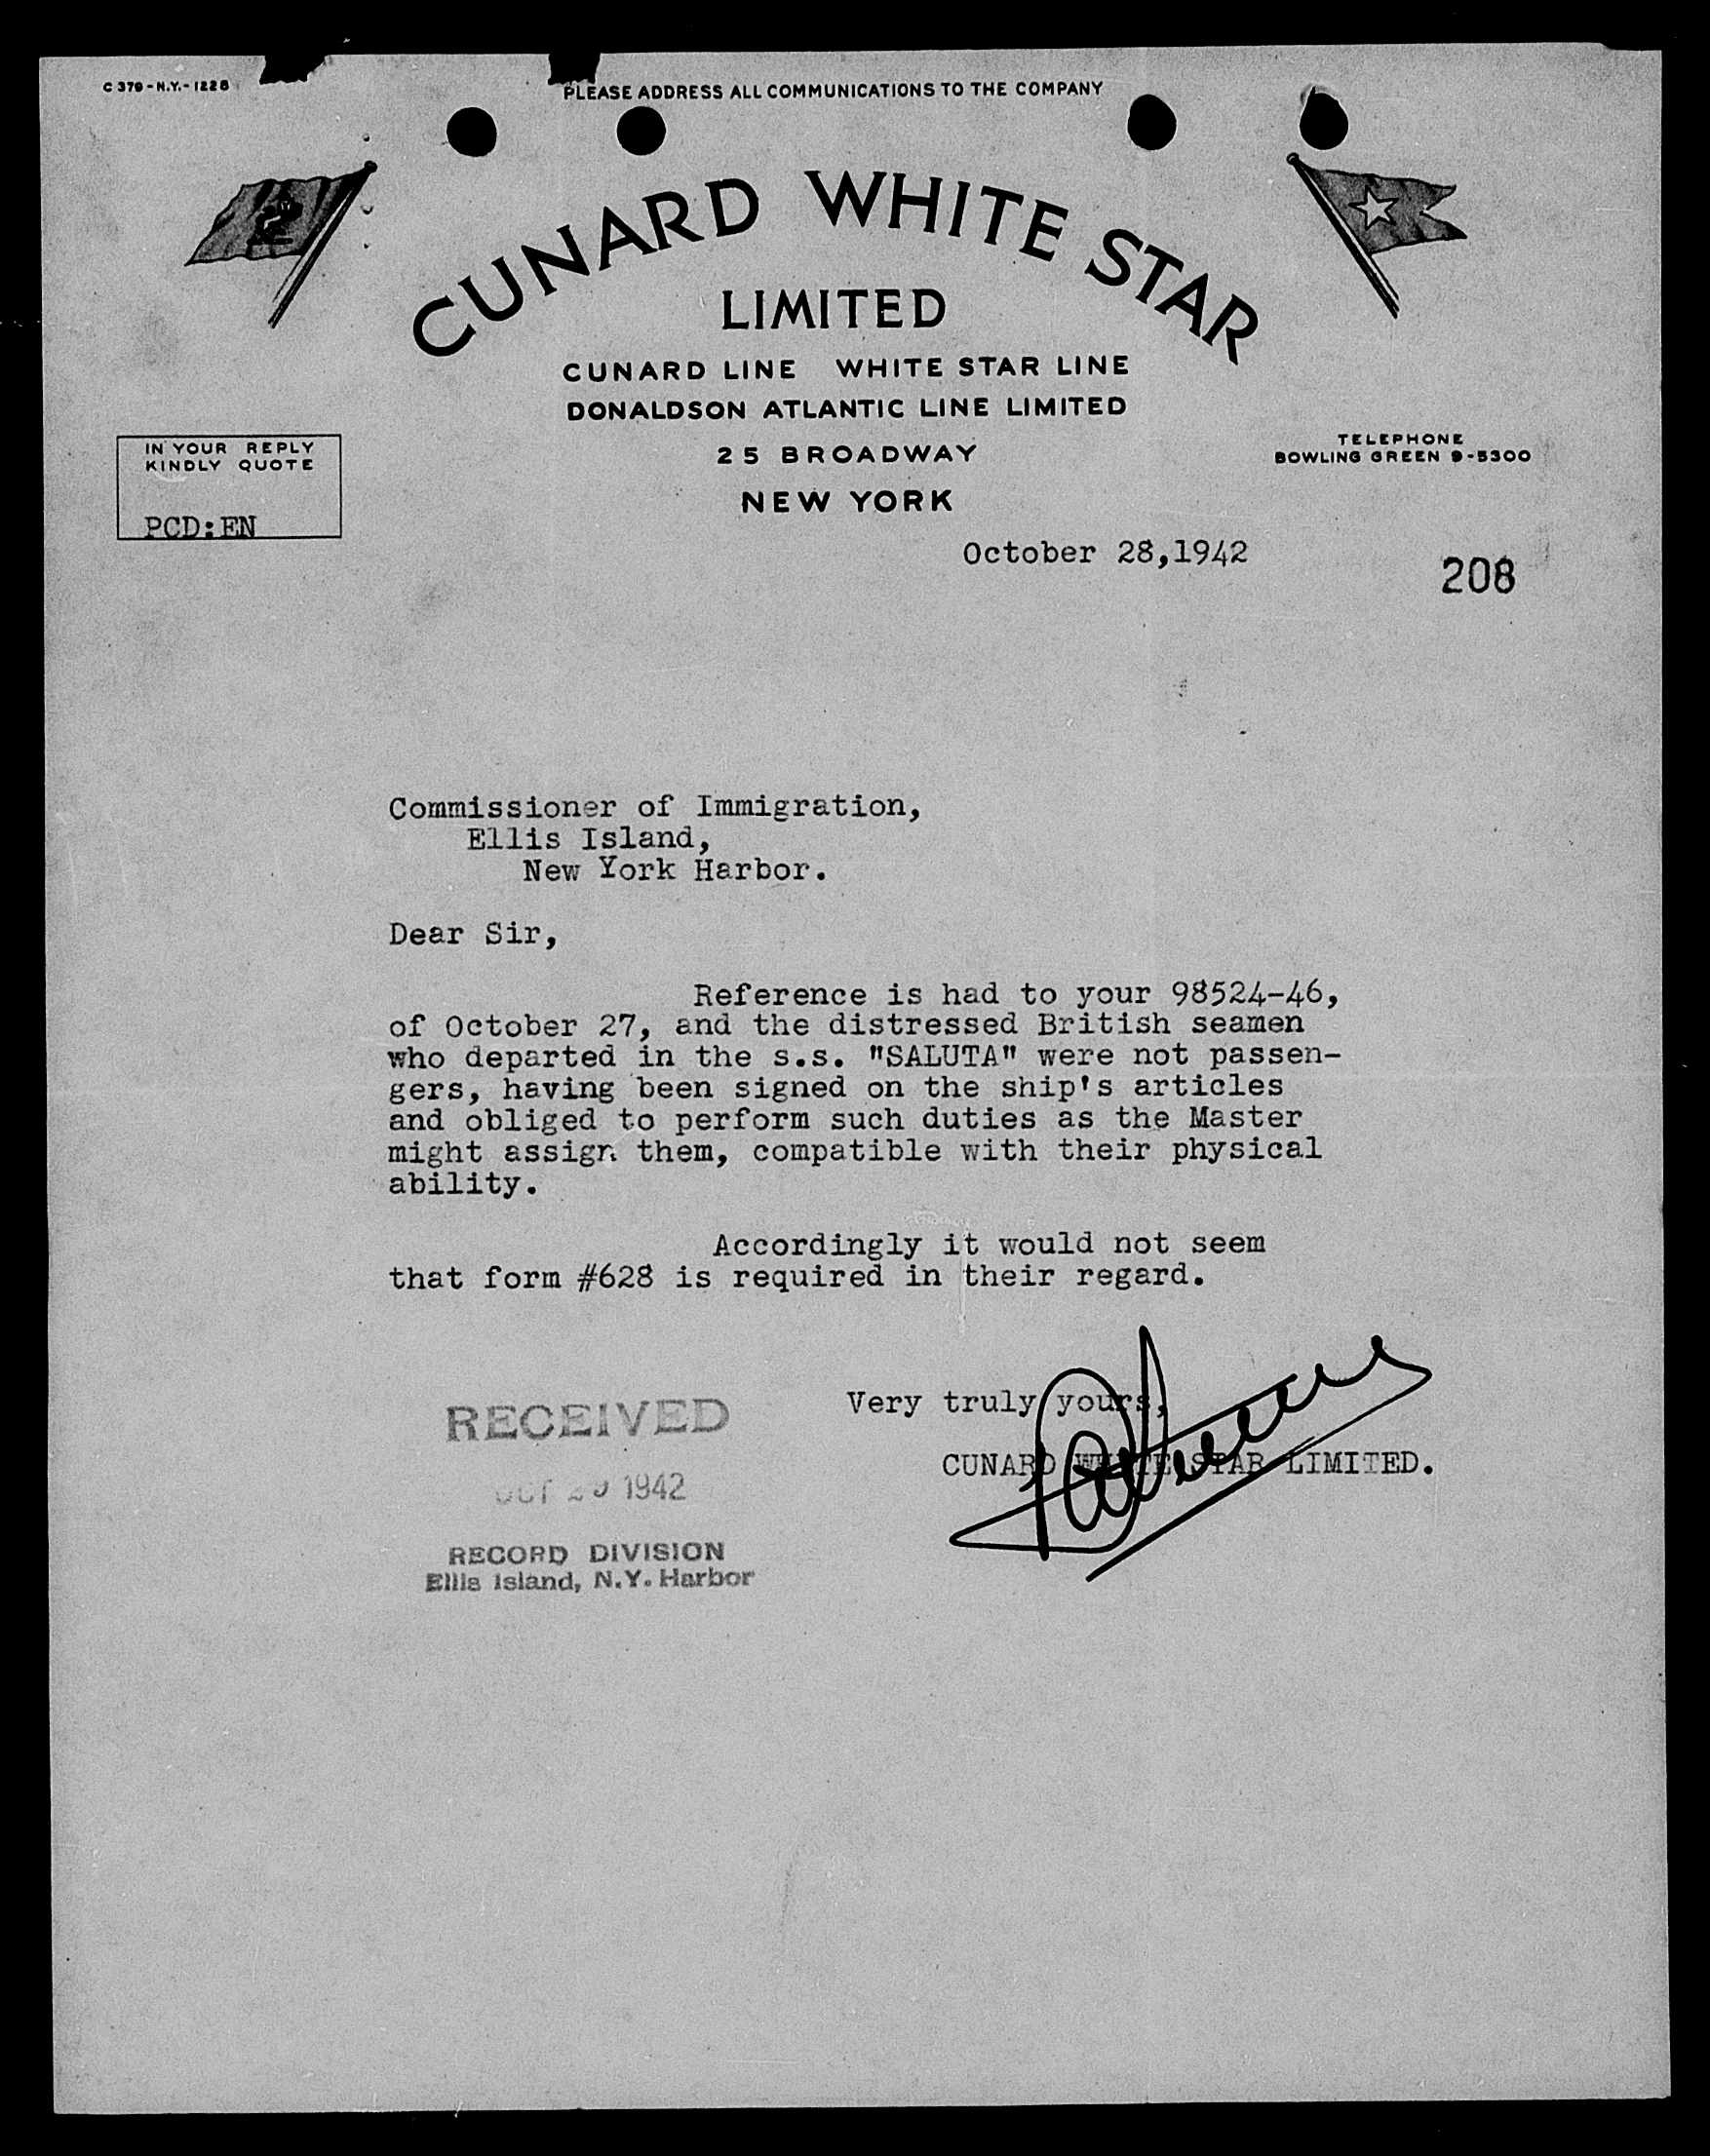 C 379 - N.Y. - 1228
PLEASE ADDRESS ALL COMMUNICATIONS TO THE COMPANY
CUNARD WHITE STAR
LIMITED
CUNARD LINE WHITE STAR LINE
DONALDSON ATLANTIC LINE LIMITED
25 BROADWAY
NEW YORK
IN YOUR REPLY
KINDLY QUOTE
PCD:EN
TELEPHONE
BOWLING GREEN 9-5300
October 28,1942
208
Commissioner of Immigration,
Ellis Island,
New York Harbor.
Dear Sir,
Reference is had to your 98524-46,
of October 27, and the distressed British seamen
who departed in the s.s. "SALUTA" were not passen-
gers, having been signed on the ship's articles
and obliged to perform such duties as the Master
might assign them, compatible with their physical
ability.
Accordingly it would not seem
that form #628 is required in their regard.
Very truly yours,
CUNARD WHITE STAR LIMITED.
RECEIVED
OCT 29 1942
RECORD DIVISION
Ellis Island, N.Y. Harbor